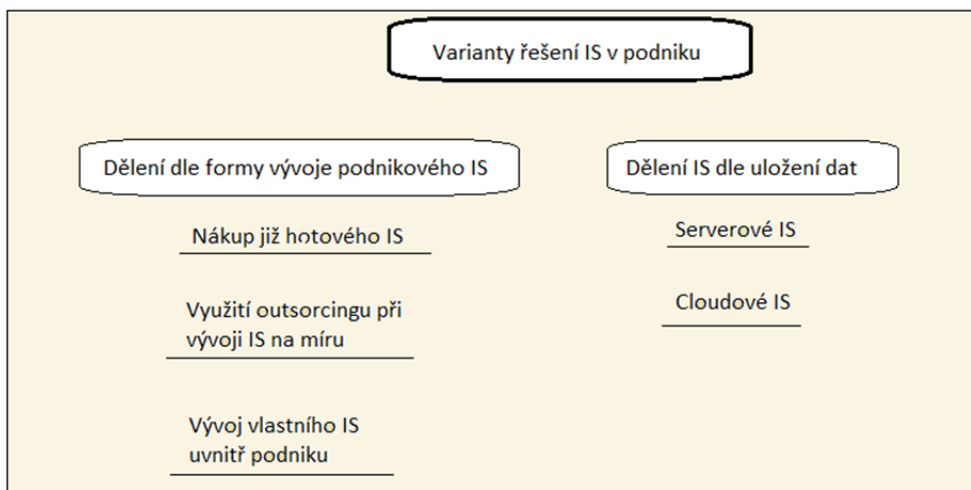 Varianty řešení IS v podniku
Dělení dle formy vývoje podnikového IS
Nákup již hotového IS
Využití outsorcingu při
vývoji IS na míru
Vývoj vlastního IS
uvnitř podniku
Dělení IS dle uložení dat
Serverové IS
Cloudové IS